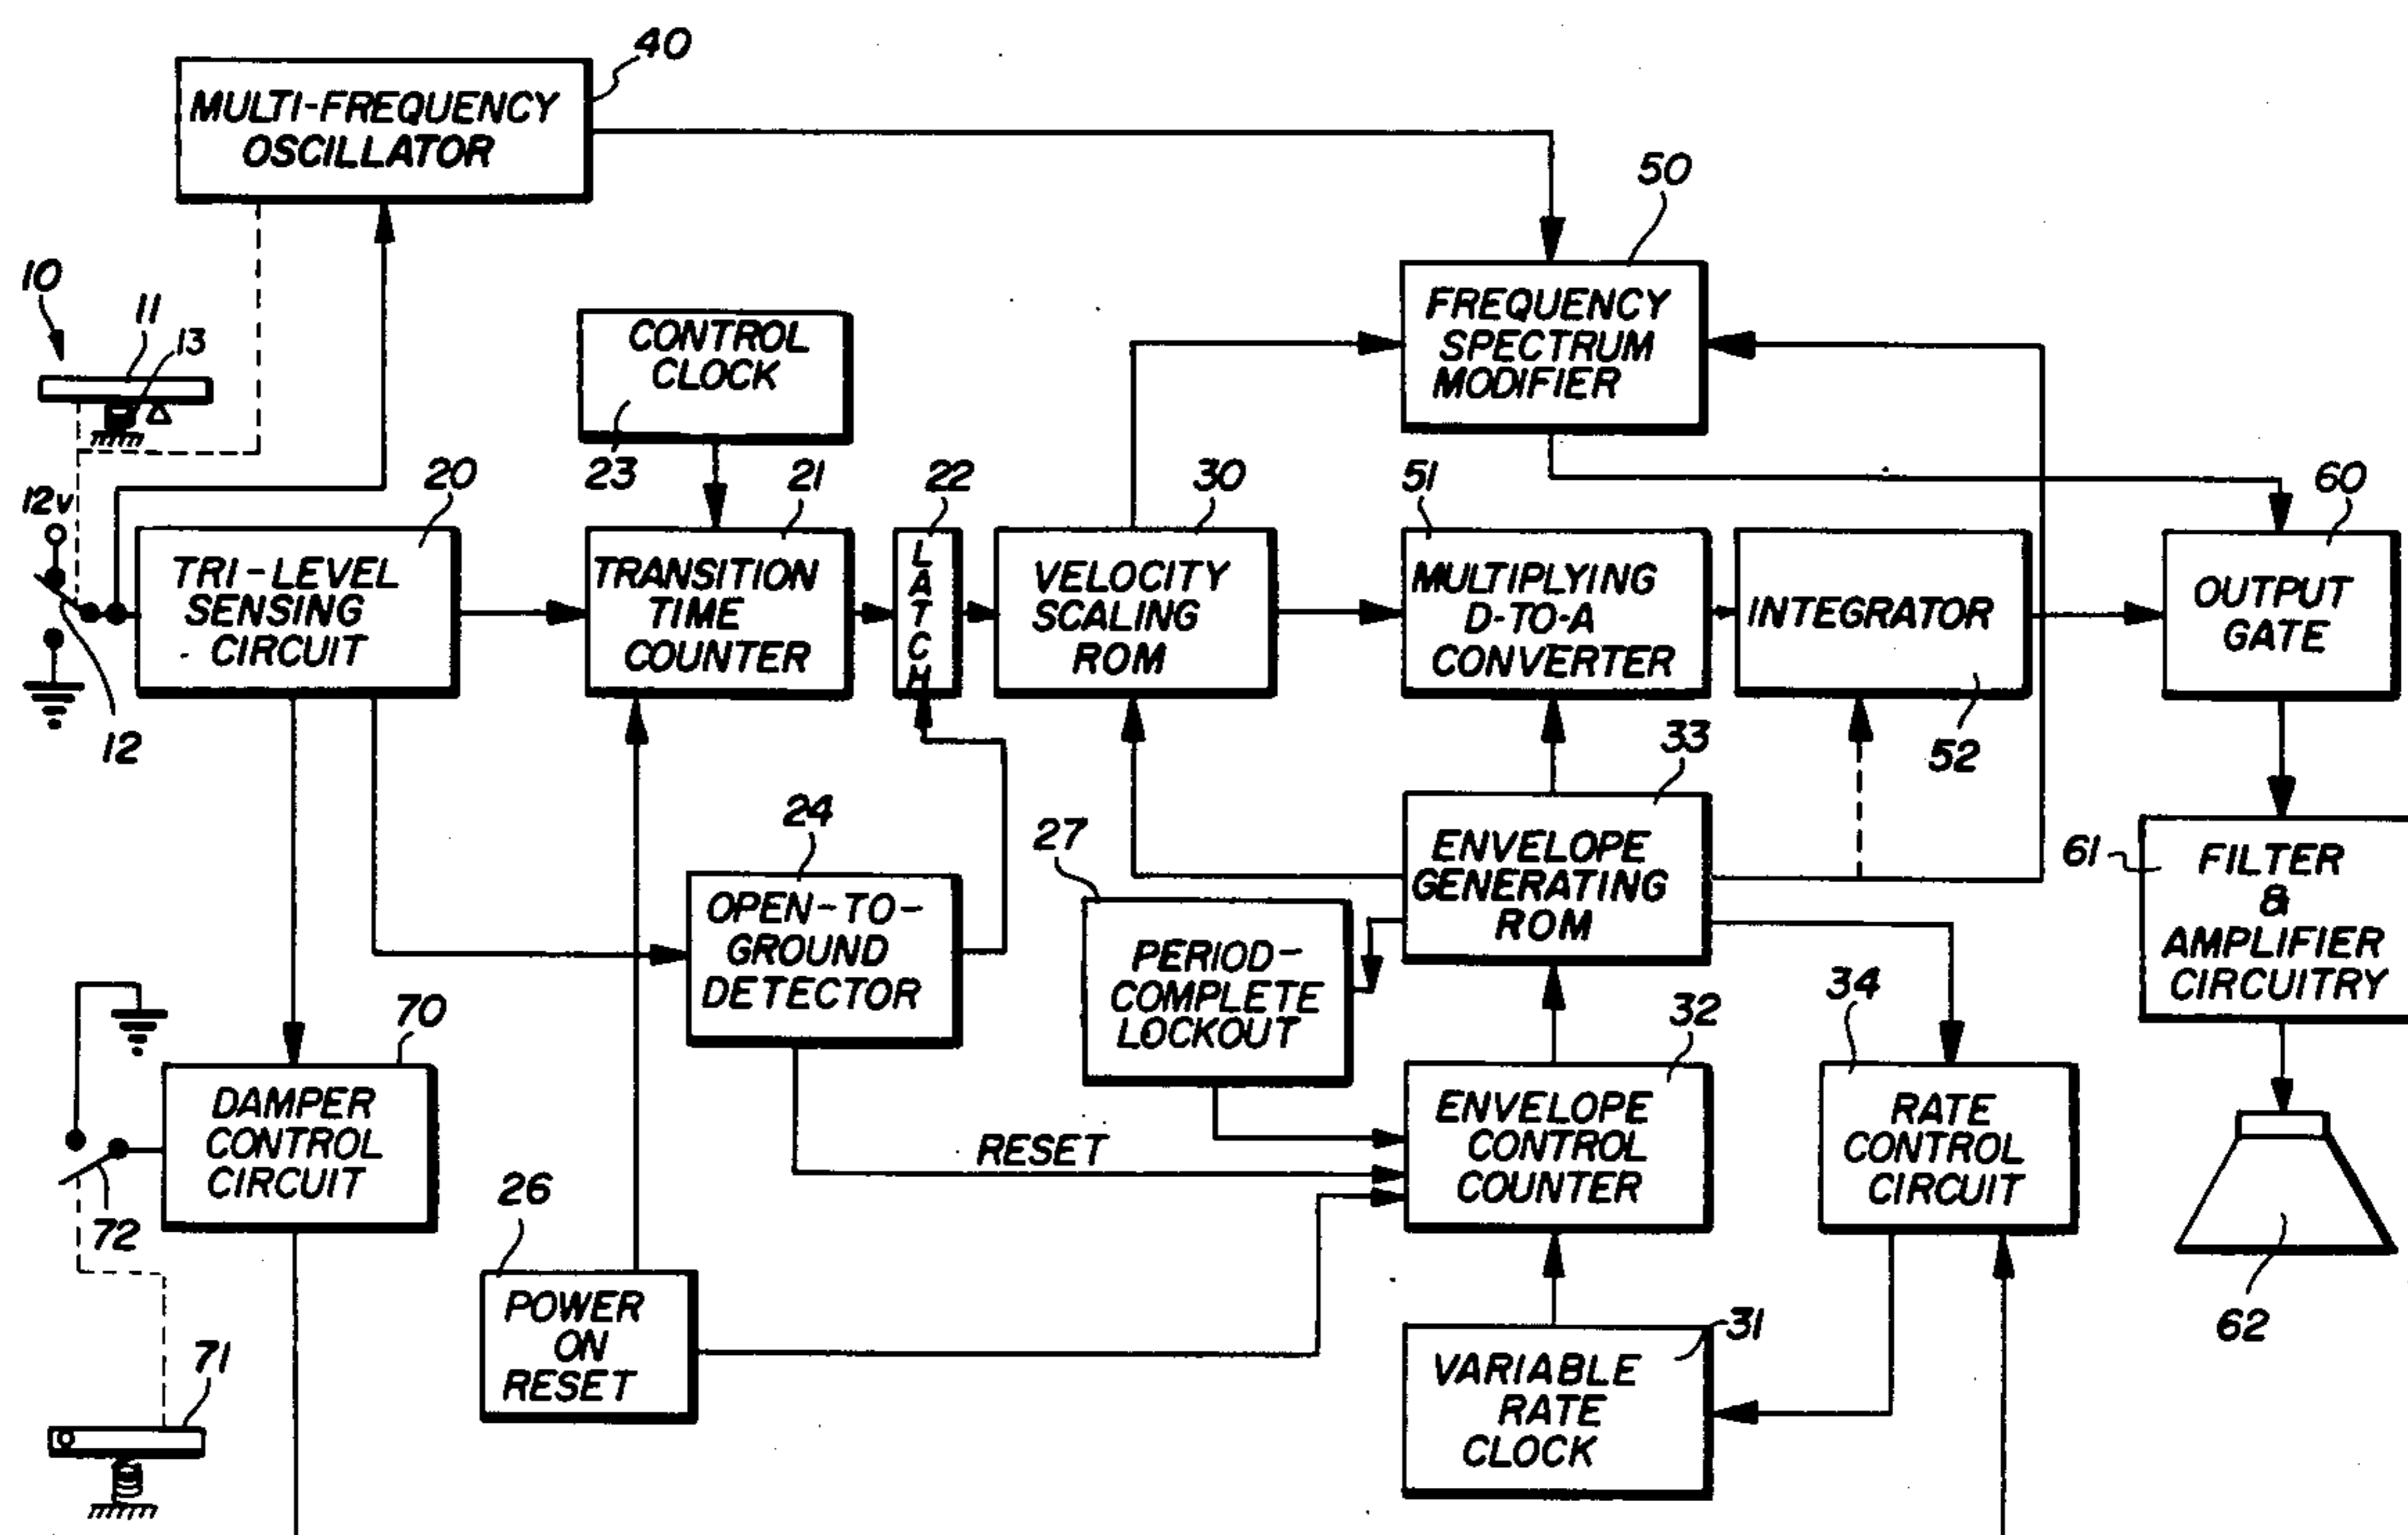 40
MULTI-FREQUENCY
OSCILLATOR
50
10
11
13
CONTROL
CLOCK
23
FREQUENCY
SPECTRUM
MODIFIER
12v
20
21
22
30
51
60
TRI-LEVEL
SENSING
CIRCUIT
TRANSITION
TIME
COUNTER
LATCH
VELOCITY
SCALING
ROM
MULTIPLYING
D-TO-A
CONVERTER
INTEGRATOR
OUTPUT
GATE
12
52
33
24
27
61
OPEN-TO-
GROUND
DETECTOR
PERIOD-
COMPLETE
LOCKOUT
ENVELOPE
GENERATING
ROM
FILTER
&
AMPLIFIER
CIRCUITRY
70
32
34
DAMPER
CONTROL
CIRCUIT
72
RESET
ENVELOPE
CONTROL
COUNTER
RATE
CONTROL
CIRCUIT
26
POWER
ON
RESET
31
VARIABLE
RATE
CLOCK
62
71